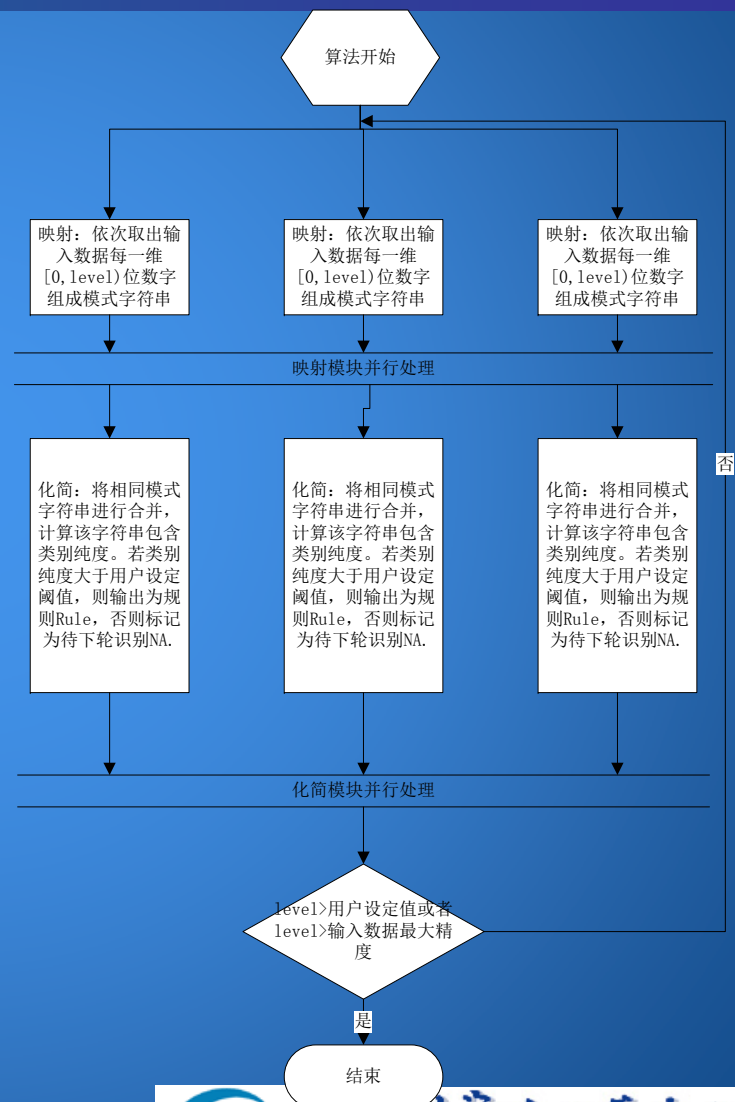 算法开始
映射：依次取出输
入数据每一维
[0,level)位数字
组成模式字符串
映射：依次取出输
入数据每一维
[0,level)位数字
组成模式字符串
映射：依次取出输
入数据每一维
[0,level)位数字
组成模式字符串
映射模块并行处理
化简：将相同模式
字符串进行合并，
计算该字符串包含
类别纯度。若类别
纯度大于用户设定
阈值，则输出为规
则Rule，否则标记
为待下轮识别NA.
化简：将相同模式
字符串进行合并，
计算该字符串包含
类别纯度。若类别
纯度大于用户设定
阈值，则输出为规
则Rule，否则标记
为待下轮识别NA.
化简：将相同模式
字符串进行合并，
计算该字符串包含
类别纯度。若类别
纯度大于用户设定
阈值，则输出为规
则Rule，否则标记
为待下轮识别NA.
否
化简模块并行处理
level>用户设定值或者
level>输入数据最大精
度
是
结束